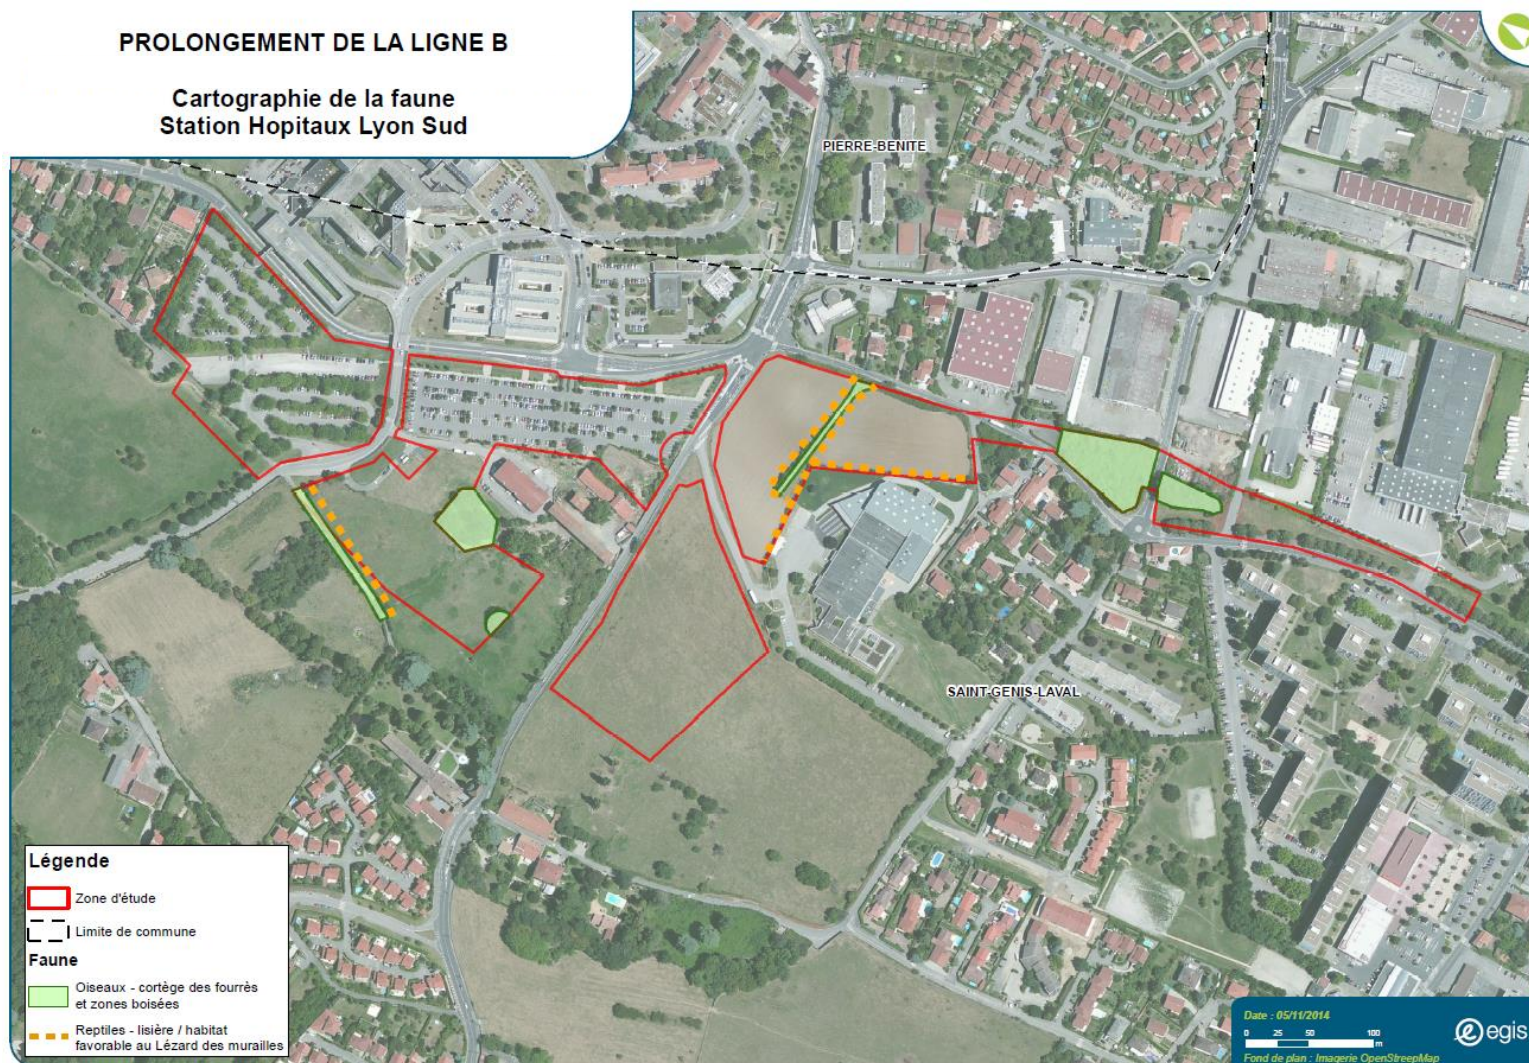 PROLONGEMENT DE LA LIGNE B
Cartographie de la faune
Station Hopitaux Lyon Sud
PIERRE-BENITE
SAINT-GENIS-LAVAL
Légende
Zone d'étude
Limite de commune
Faune
Oiseaux - cortège des fourrés
et zones boisées
Reptiles - lisière / habitat
favorable au Lézard des murailles
Date : 05/11/2014
0 25 50 100
m
Fond de plan : Imagerie OpenStreepMap
egis